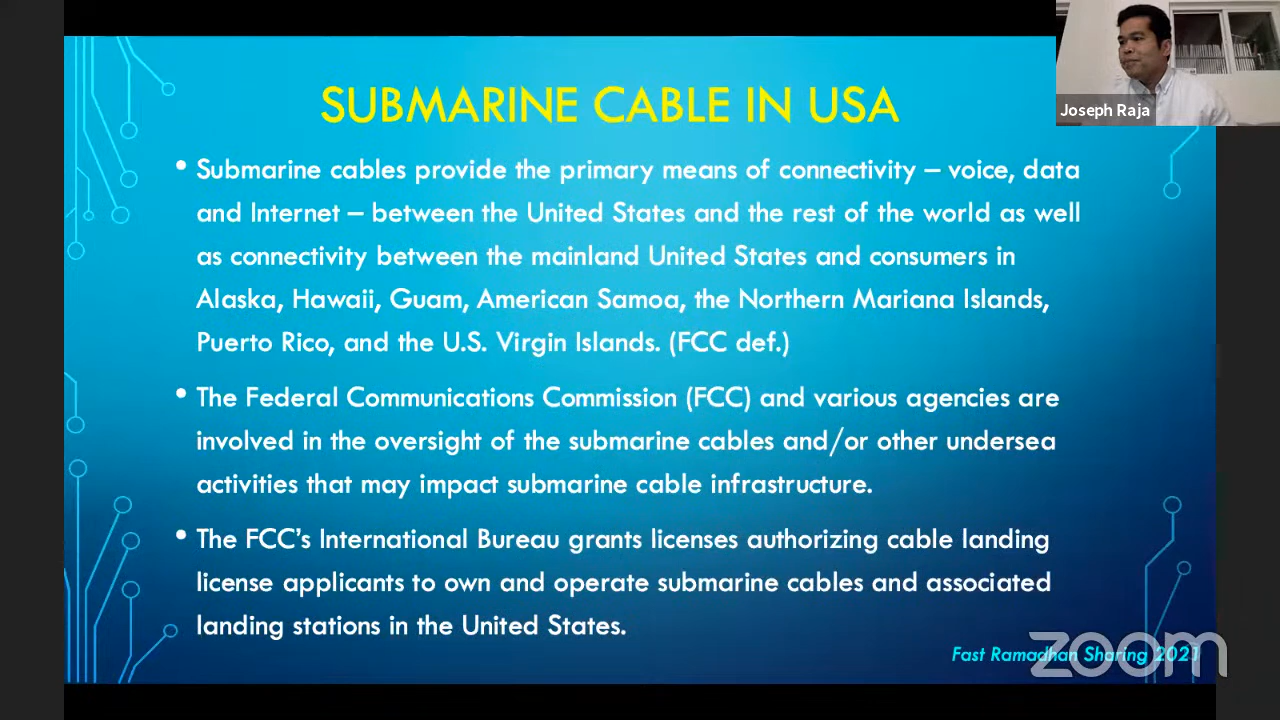 SUBMARINE CABLE IN USA
Joseph Raja
• Submarine cables provide the primary means of connectivity – voice, data
and Internet – between the United States and the rest of the world as well
as connectivity between the mainland United States and consumers in
Alaska, Hawaii, Guam, American Samoa, the Northern Mariana Islands,
Puerto Rico, and the U.S. Virgin Islands. (FCC def.)
• The Federal Communications Commission (FCC) and various agencies are
involved in the oversight of the submarine cables and/or other undersea
activities that may impact submarine cable infrastructure.
• The FCC’s International Bureau grants licenses authorizing cable landing
license applicants to own and operate submarine cables and associated
landing stations in the United States.
Fast Ramadhan Sharing 2021
zoom